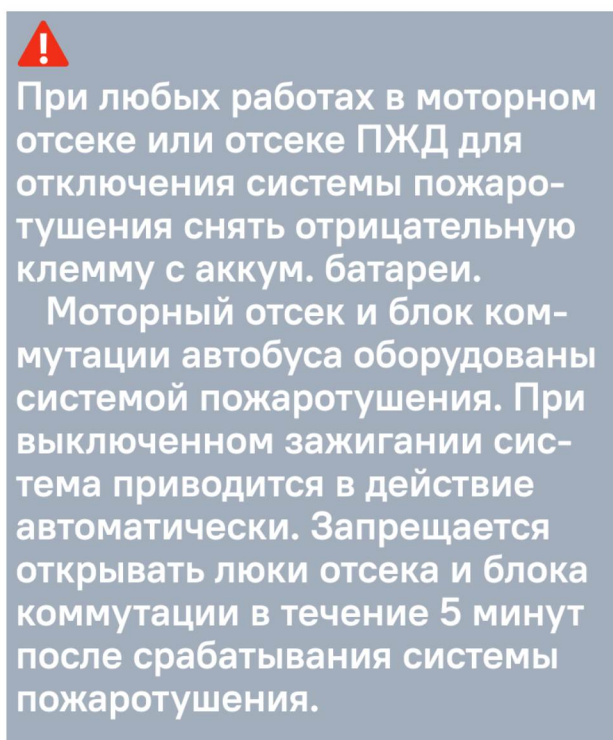 При любых работах в моторном
отсеке или отсеке ПЖД для
отключения системы пожаро-
тушения снять отрицательную
клемму с аккум. батареи.
Моторный отсек и блок ком-
мутации автобуса оборудованы
системой пожаротушения. При
выключенном зажигании сис-
тема приводится в действие
автоматически. Запрещается
открывать люки отсека и блока
коммутации в течение 5 минут
после срабатывания системы
пожаротушения.